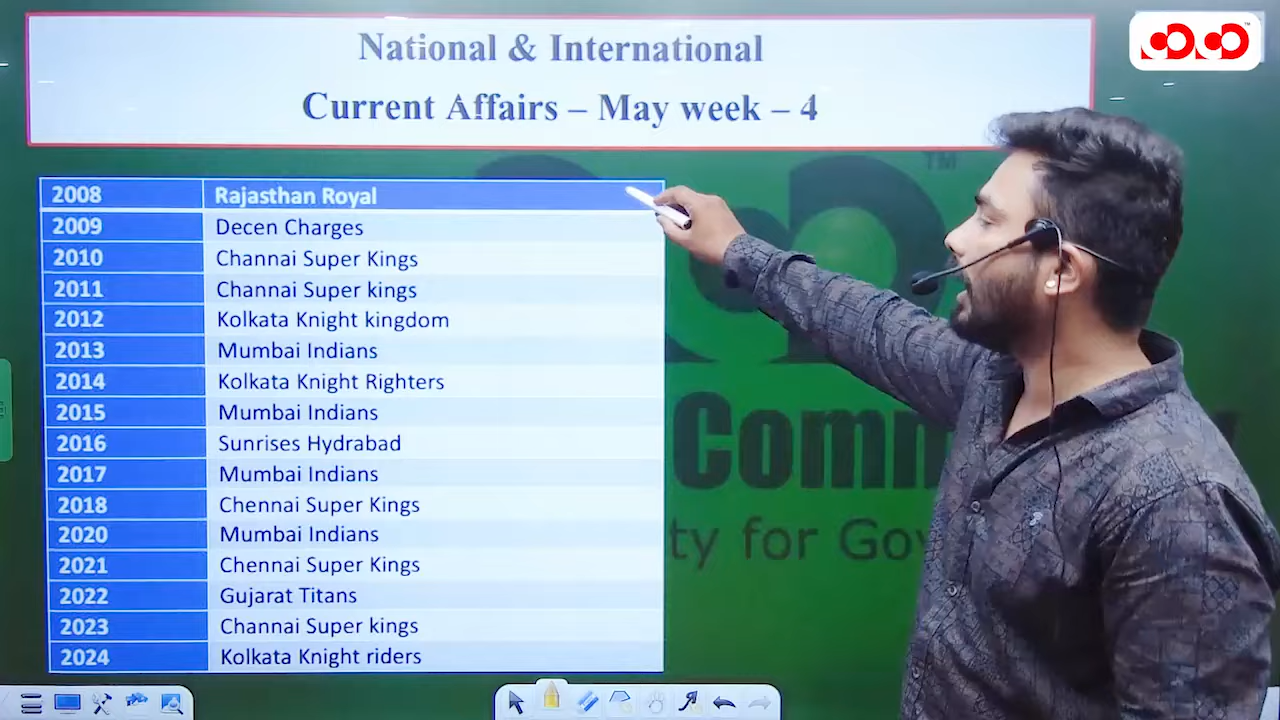 National & International
Current Affairs – May week – 4
TM
2008 Rajasthan Royal
2009 Decen Charges
2010 Channai Super Kings
2011 Channai Super kings
2012 Kolkata Knight kingdom
2013 Mumbai Indians
2014 Kolkata Knight Righters
2015 Mumbai Indians
2016 Sunrises Hydrabad
2017 Mumbai Indians
2018 Chennai Super Kings
2020 Mumbai Indians
2021 Chennai Super Kings
2022 Gujarat Titans
2023 Channai Super kings
2024 Kolkata Knight riders
for